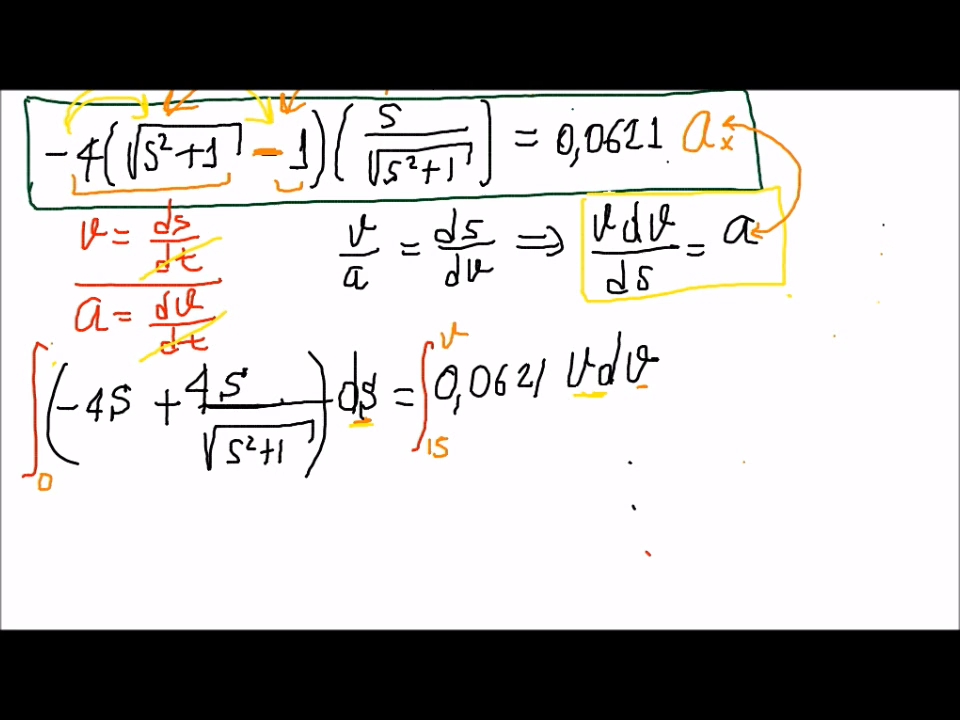 -4(√(s²+1) - 1)(s/√(s²+1)) = 0,0621 aₓ
v = ds/dt
a = dv/dt
v/a = ds/dv ⇒ vdv/ds = a
∫₀ (-4s + 4s/√(s²+1)) ds = ∫₁₅ᵛ 0,0621 vdv